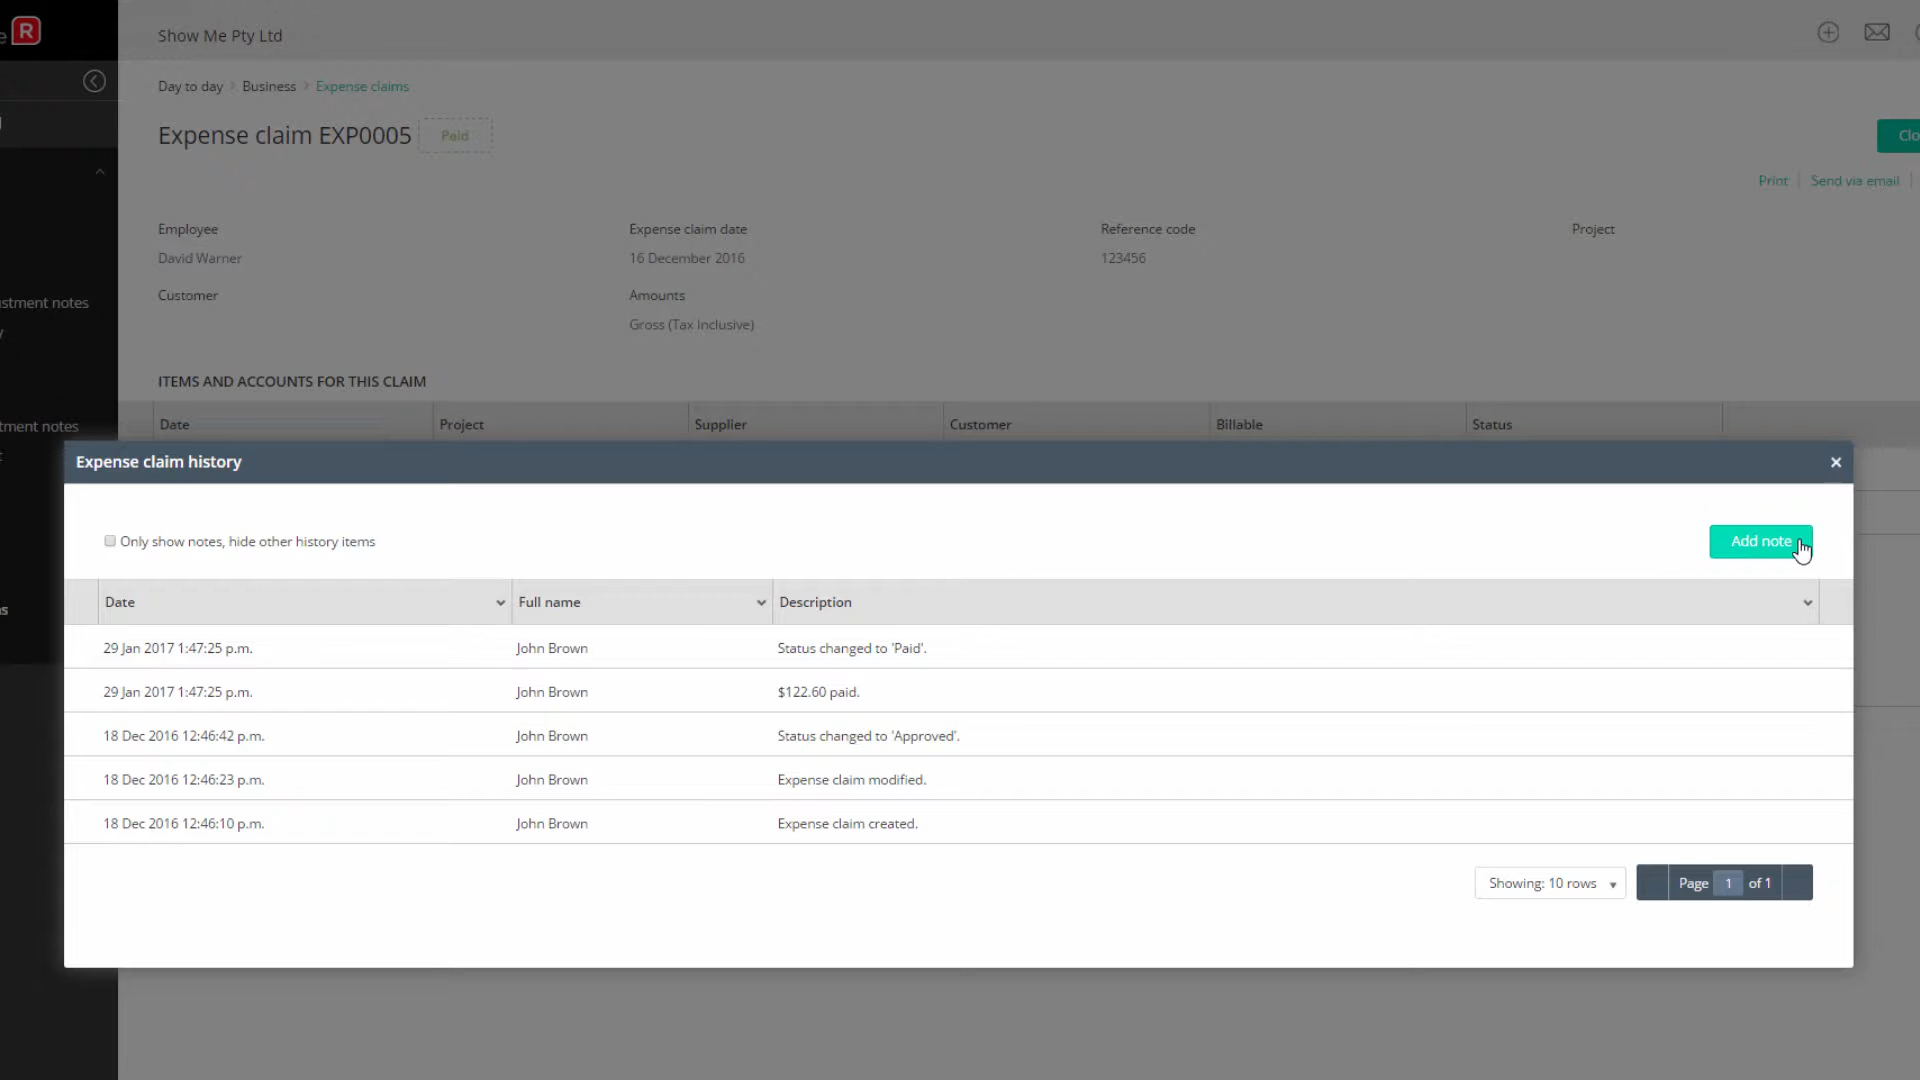 R
Show Me Pty Ltd
Day to day Business Expense claims
Expense claim EXP0005 Paid
Clo
Print Send via email
Employee Expense claim date Reference code Project
David Warner 16 December 2016 123456
Customer Amounts
Gross (Tax Inclusive)
stment notes
ITEMS AND ACCOUNTS FOR THIS CLAIM
Date Project Supplier Customer Billable Status
tment notes
Expense claim history ×
Only show notes, hide other history items Add note
Date Full name Description
29 Jan 2017 1:47:25 p.m. John Brown Status changed to 'Paid'.
29 Jan 2017 1:47:25 p.m. John Brown $122.60 paid.
18 Dec 2016 12:46:42 p.m. John Brown Status changed to 'Approved'.
18 Dec 2016 12:46:23 p.m. John Brown Expense claim modified.
18 Dec 2016 12:46:10 p.m. John Brown Expense claim created.
Showing: 10 rows Page 1 of 1